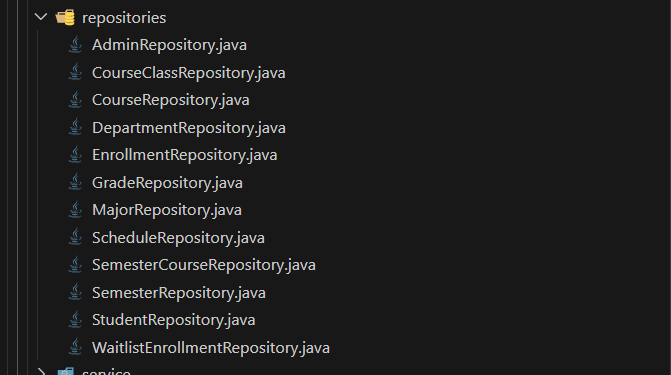 repositories
AdminRepository.java
CourseClassRepository.java
CourseRepository.java
DepartmentRepository.java
EnrollmentRepository.java
GradeRepository.java
MajorRepository.java
ScheduleRepository.java
SemesterCourseRepository.java
SemesterRepository.java
StudentRepository.java
WaitlistEnrollmentRepository.java
service